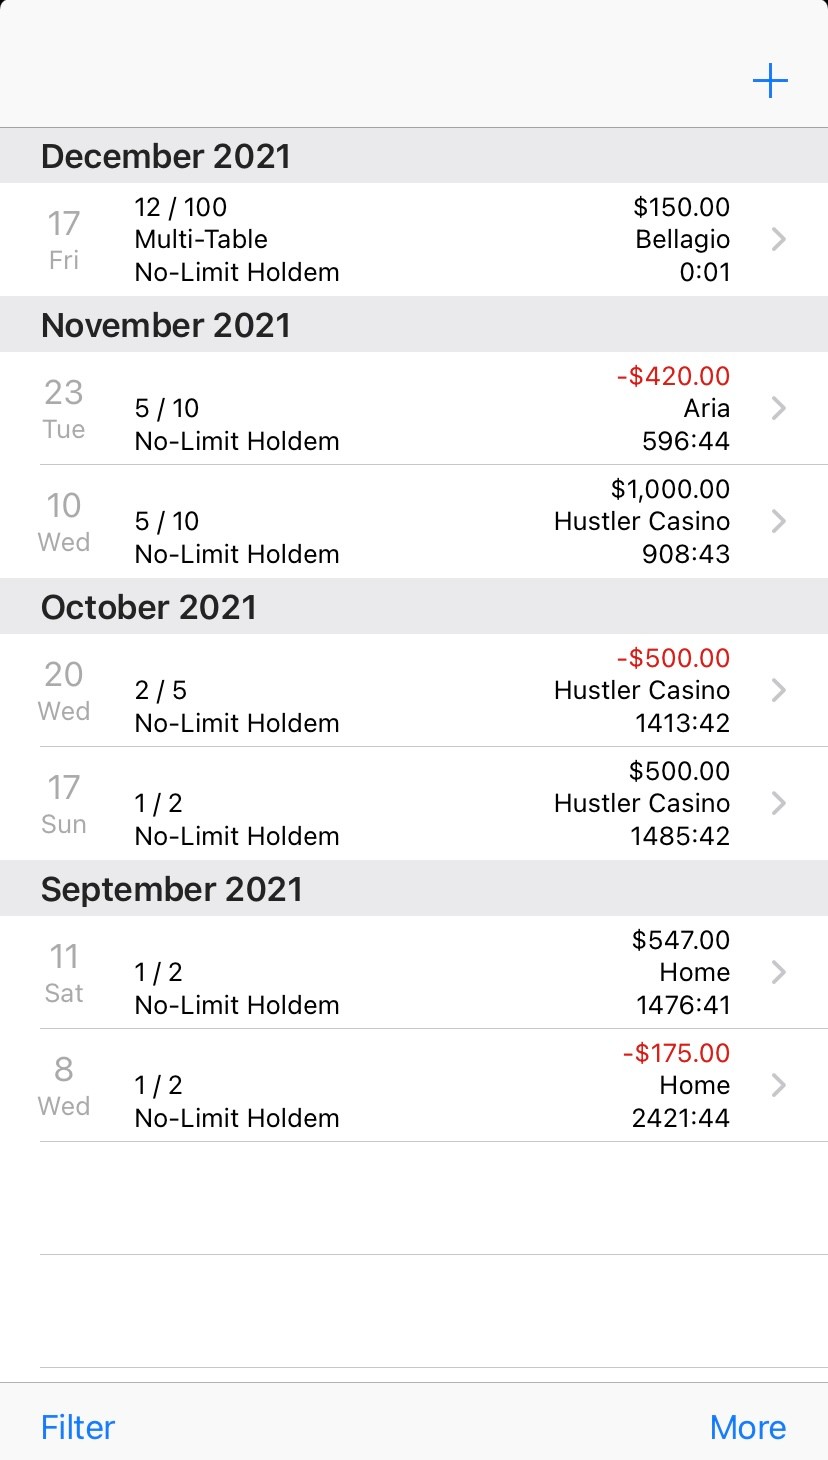 December 2021
17
Fri
12 / 100
Multi-Table
No-Limit Holdem
$150.00
Bellagio
0:01
November 2021
23
Tue
5 / 10
No-Limit Holdem
-$420.00
Aria
596:44
10
Wed
5 / 10
No-Limit Holdem
$1,000.00
Hustler Casino
908:43
October 2021
20
Wed
2 / 5
No-Limit Holdem
-$500.00
Hustler Casino
1413:42
17
Sun
1 / 2
No-Limit Holdem
$500.00
Hustler Casino
1485:42
September 2021
11
Sat
1 / 2
No-Limit Holdem
$547.00
Home
1476:41
8
Wed
1 / 2
No-Limit Holdem
-$175.00
Home
2421:44
Filter
More